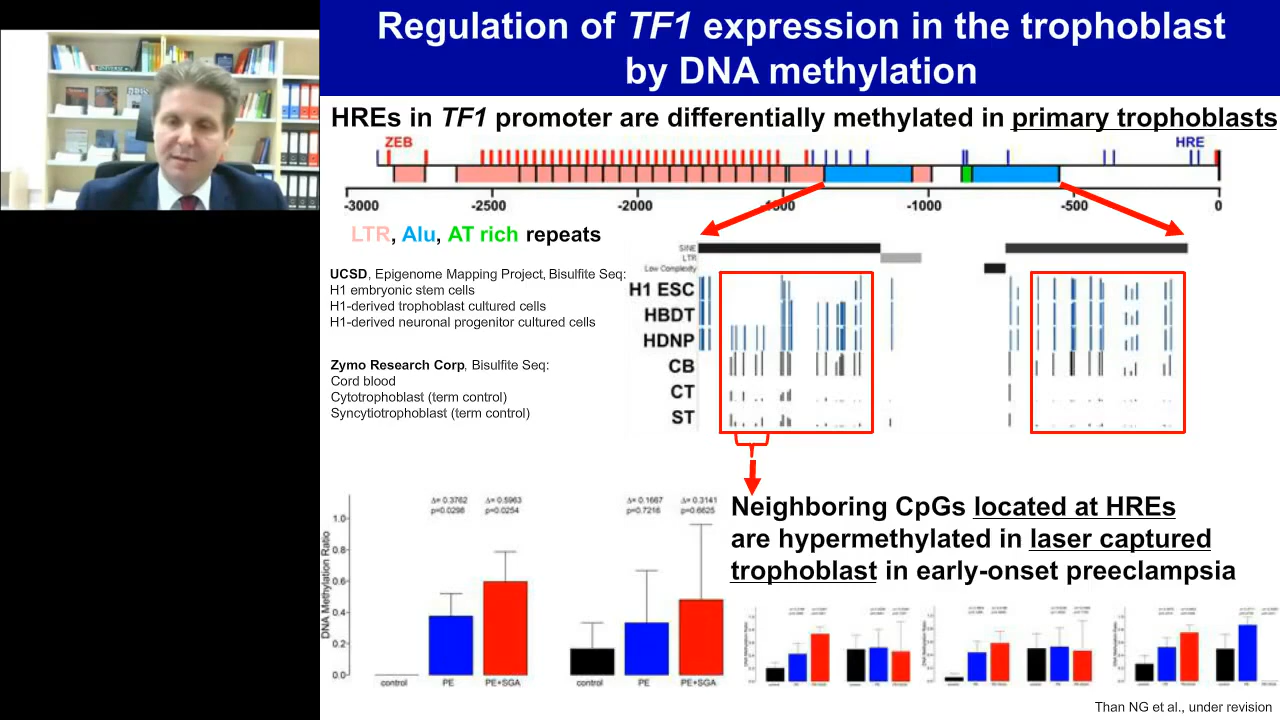 Regulation of TF1 expression in the trophoblast
by DNA methylation
HREs in TF1 promoter are differentially methylated in primary trophoblasts
ZEB
HRE
-3000
-2500
-2000
-1000
-500
0
LTR, Alu, AT rich repeats
SINE
LTR
Low Complexity
UCSD, Epigenome Mapping Project, Bisulfite Seq:
H1 embryonic stem cells
H1-derived trophoblast cultured cells
H1-derived neuronal progenitor cultured cells
H1 ESC
HBDT
HDNP
CB
CT
ST
Zymo Research Corp, Bisulfite Seq:
Cord blood
Cytotrophoblast (term control)
Syncytiotrophoblast (term control)
Neighboring CpGs located at HREs
are hypermethylated in laser captured
trophoblast in early-onset preeclampsia
Δ= 0.3762
p=0.0298
Δ= 0.5963
p=0.0254
Δ= 0.1667
p=0.7216
Δ= 0.3141
p=0.6625
DNA Methylation Ratio
1.0
0.8
0.6
0.4
0.2
0.0
control
PE
PE+SGA
control
PE
PE+SGA
Than NG et al., under revision